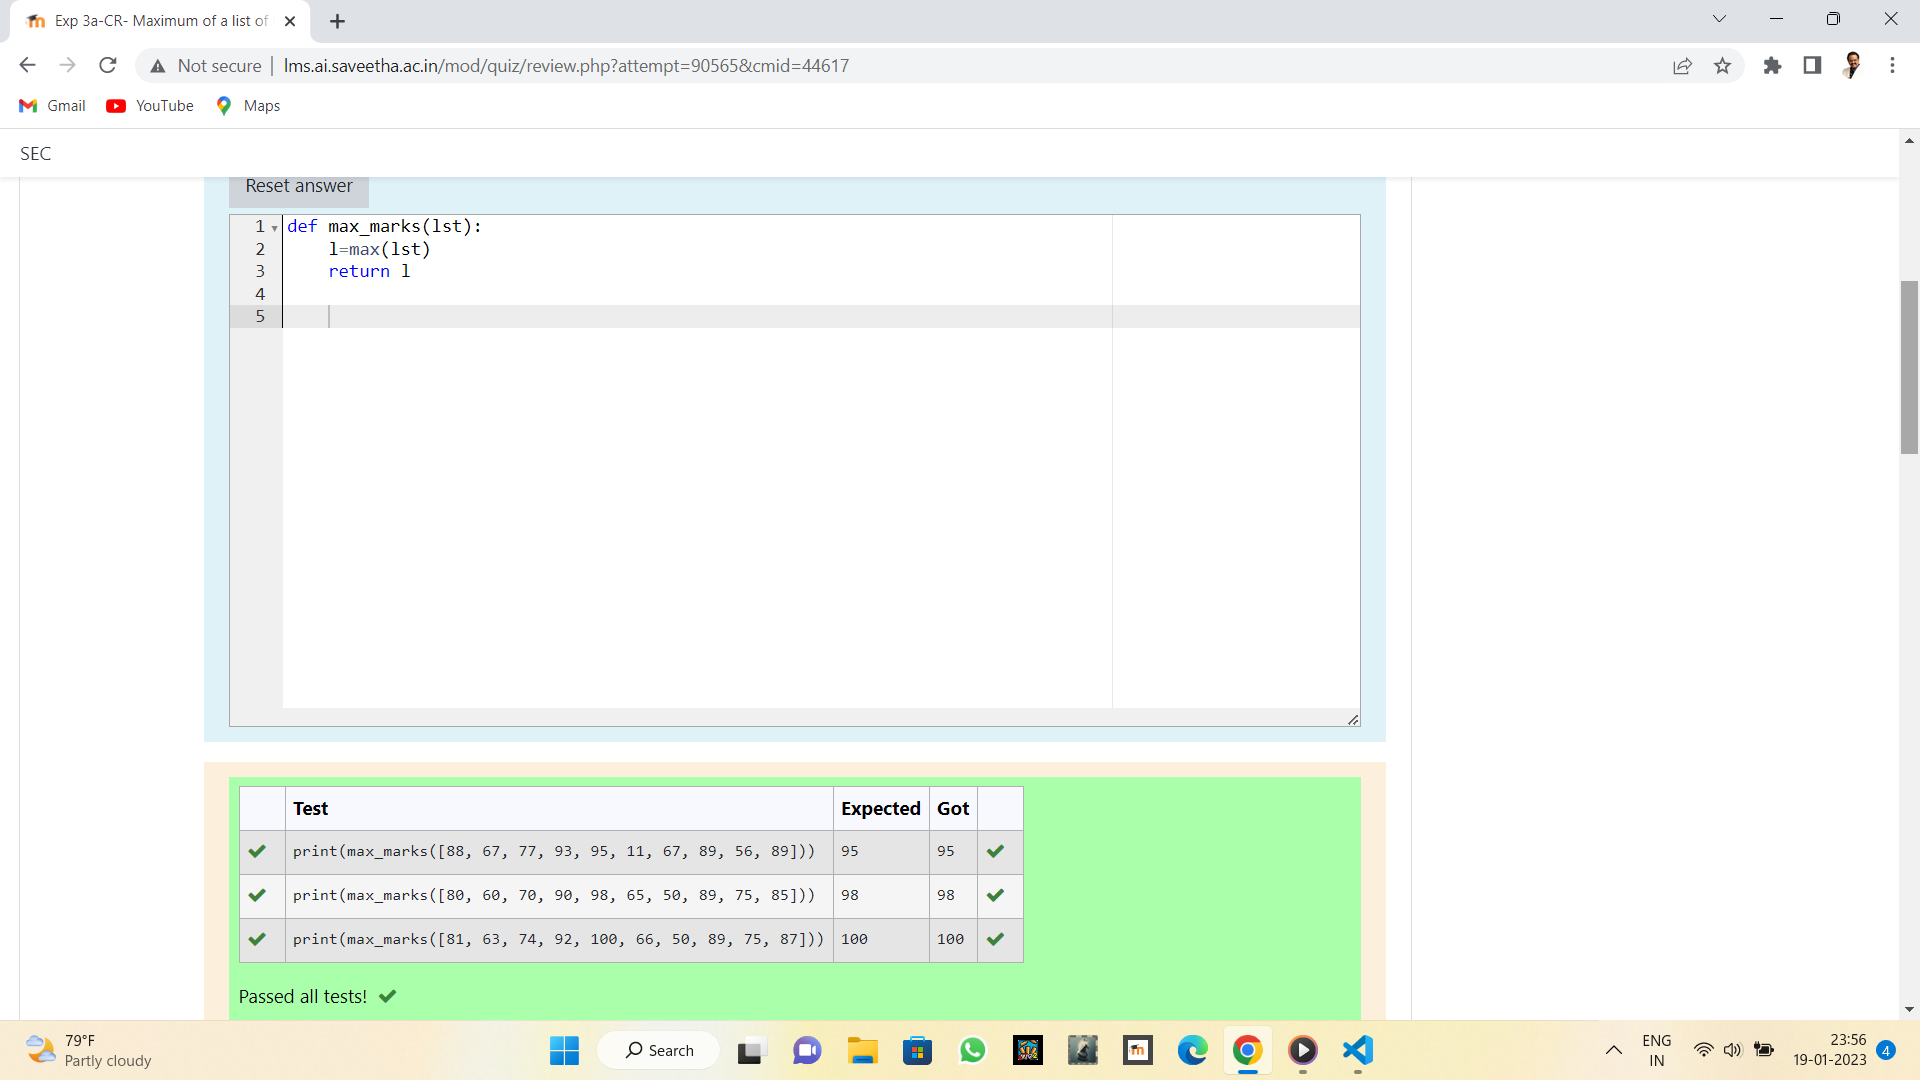 Exp 3a-CR- Maximum of a list of
Not secure
lms.ai.saveetha.ac.in/mod/quiz/review.php?attempt=90565&cmid=44617
Gmail
YouTube
Maps
SEC
Reset answer
1 def max_marks(lst):
2 l=max(lst)
3 return l
4
5
Test Expected Got
print(max_marks([88, 67, 77, 93, 95, 11, 67, 89, 56, 89])) 95 95
print(max_marks([80, 60, 70, 90, 98, 65, 50, 89, 75, 85])) 98 98
print(max_marks([81, 63, 74, 92, 100, 66, 50, 89, 75, 87])) 100 100
Passed all tests!
79°F
Partly cloudy
Search
ENG
IN
23:56
19-01-2023
4